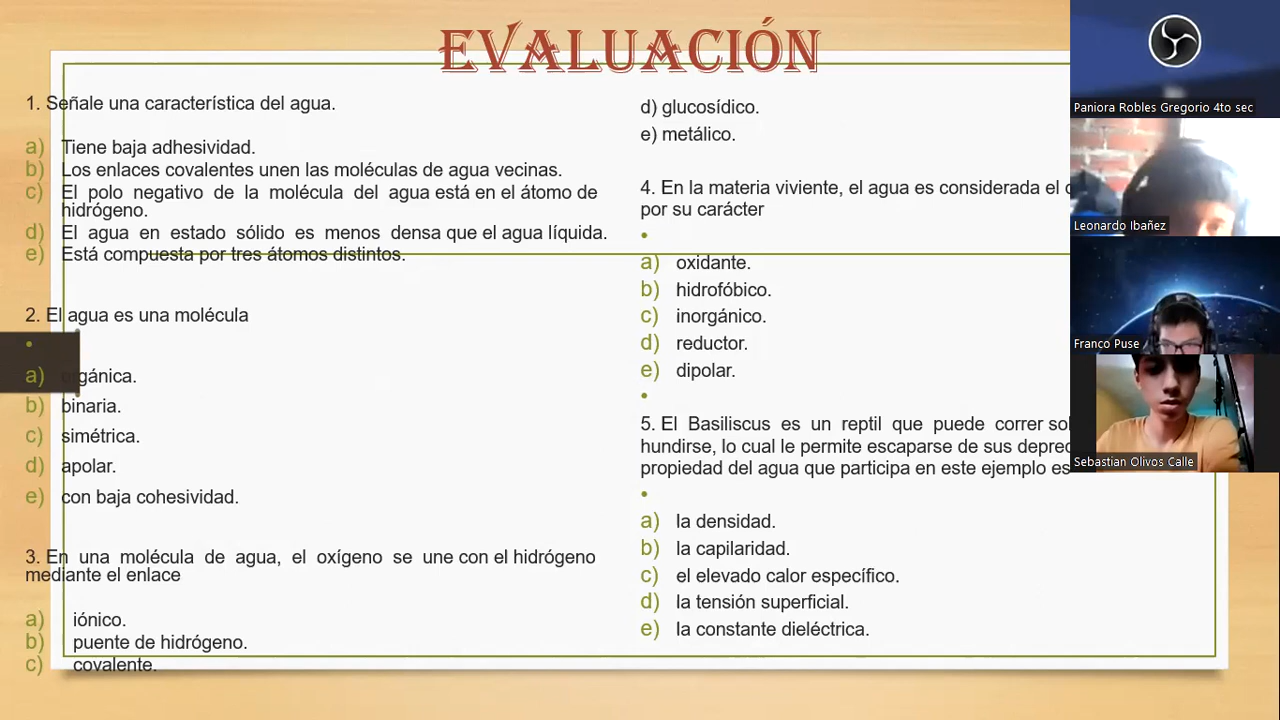 EVALUACIÓN
1. Señale una característica del agua.
a) Tiene baja adhesividad.
b) Los enlaces covalentes unen las moléculas de agua vecinas.
c) El polo negativo de la molécula del agua está en el átomo de
hidrógeno.
d) El agua en estado sólido es menos densa que el agua líquida.
e) Está compuesta por tres átomos distintos.
2. El agua es una molécula
•
a) orgánica.
b) binaria.
c) simétrica.
d) apolar.
e) con baja cohesividad.
3. En una molécula de agua, el oxígeno se une con el hidrógeno
mediante el enlace
a) iónico.
b) puente de hidrógeno.
c) covalente.
d) glucosídico.
e) metálico.
4. En la materia viviente, el agua es considerada el
por su carácter
•
a) oxidante.
b) hidrofóbico.
c) inorgánico.
d) reductor.
e) dipolar.
•
5. El Basiliscus es un reptil que puede correr
hundirse, lo cual le permite escaparse de sus
propiedad del agua que participa en este ejemplo es
•
a) la densidad.
b) la capilaridad.
c) el elevado calor específico.
d) la tensión superficial.
e) la constante dieléctrica.
Paniora Robles Gregorio 4to sec
Leonardo Ibañez
Franco Puse
Sebastian Olivos Calle